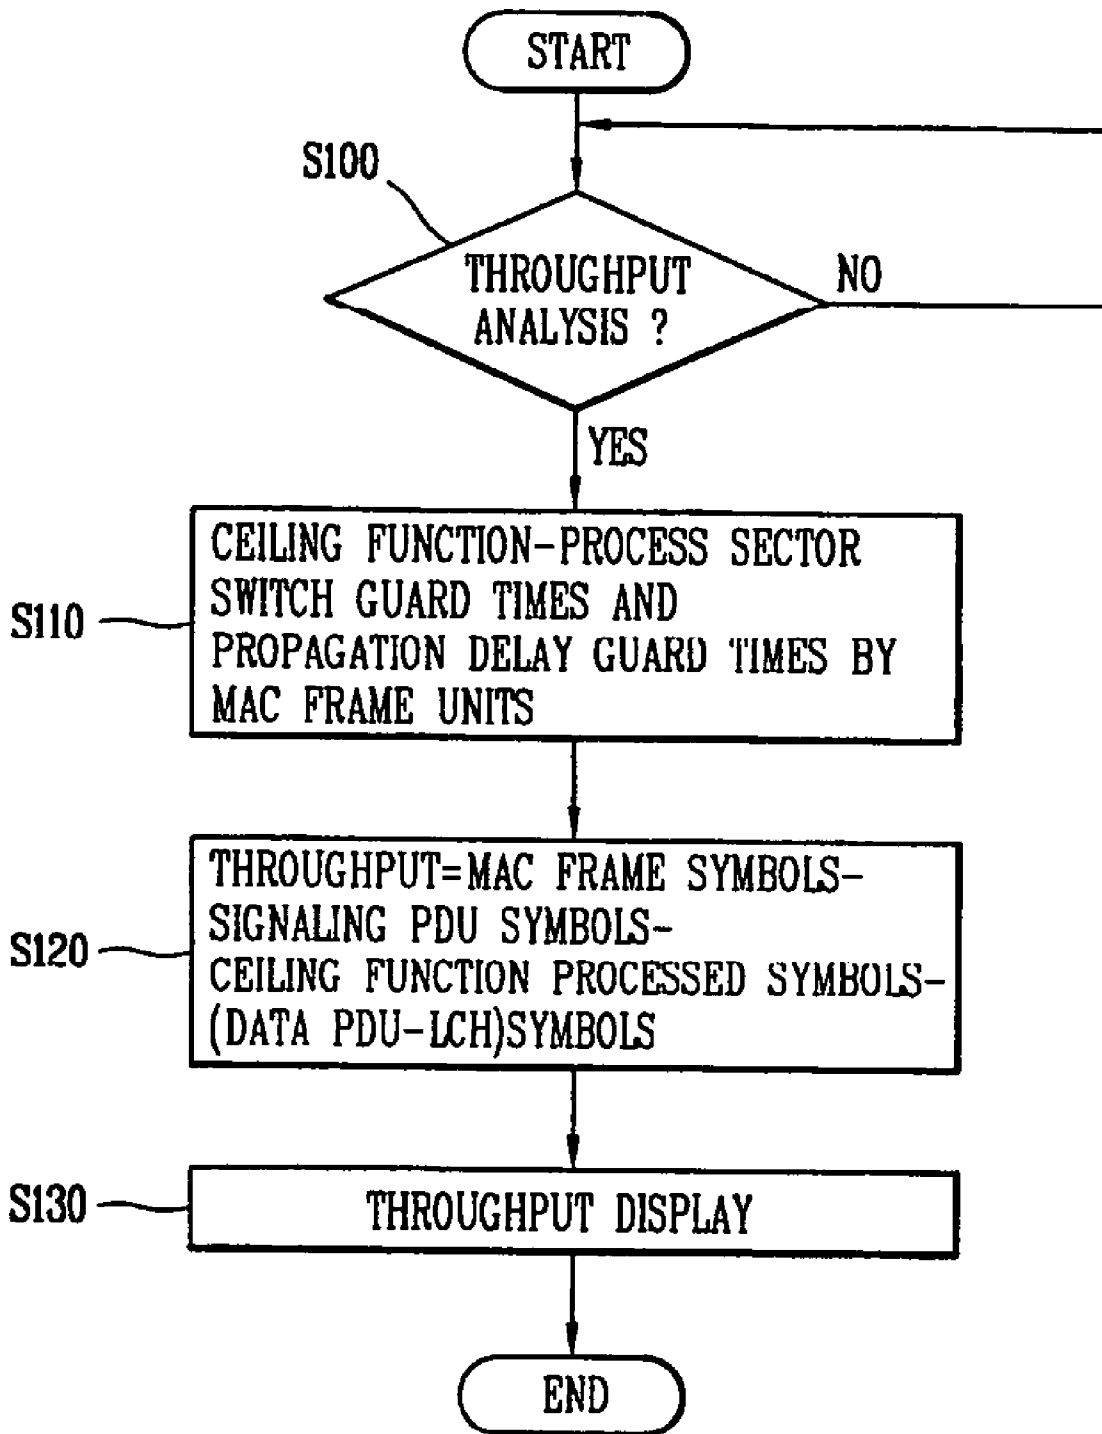 START
S100
THROUGHPUT
ANALYSIS ?
NO
YES
S110
CEILING FUNCTION-PROCESS SECTOR
SWITCH GUARD TIMES AND
PROPAGATION DELAY GUARD TIMES BY
MAC FRAME UNITS
S120
THROUGHPUT=MAC FRAME SYMBOLS-
SIGNALING PDU SYMBOLS-
CEILING FUNCTION PROCESSED SYMBOLS-
(DATA PDU-LCH)SYMBOLS
S130
THROUGHPUT DISPLAY
END